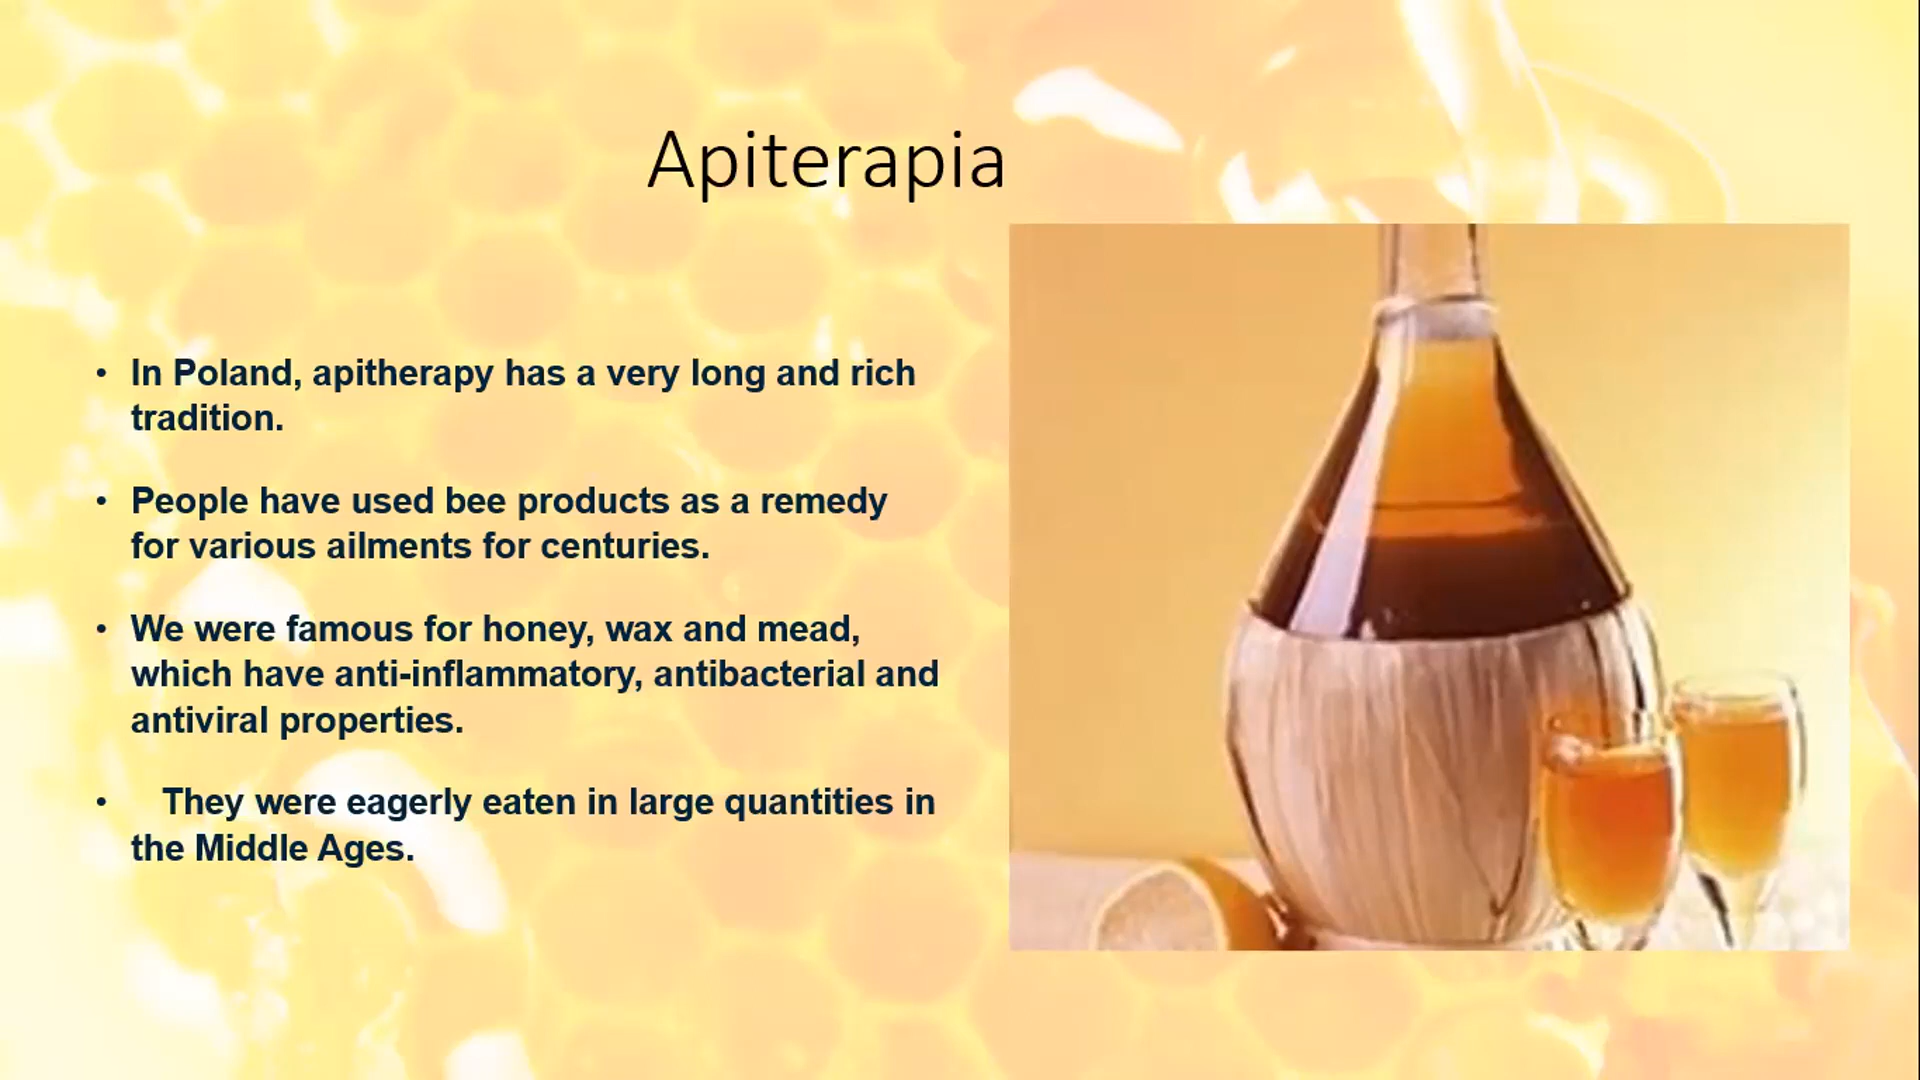 Apiterapia
• In Poland, apitherapy has a very long and rich
tradition.
• People have used bee products as a remedy
for various ailments for centuries.
• We were famous for honey, wax and mead,
which have anti-inflammatory, antibacterial and
antiviral properties.
• They were eagerly eaten in large quantities in
the Middle Ages.